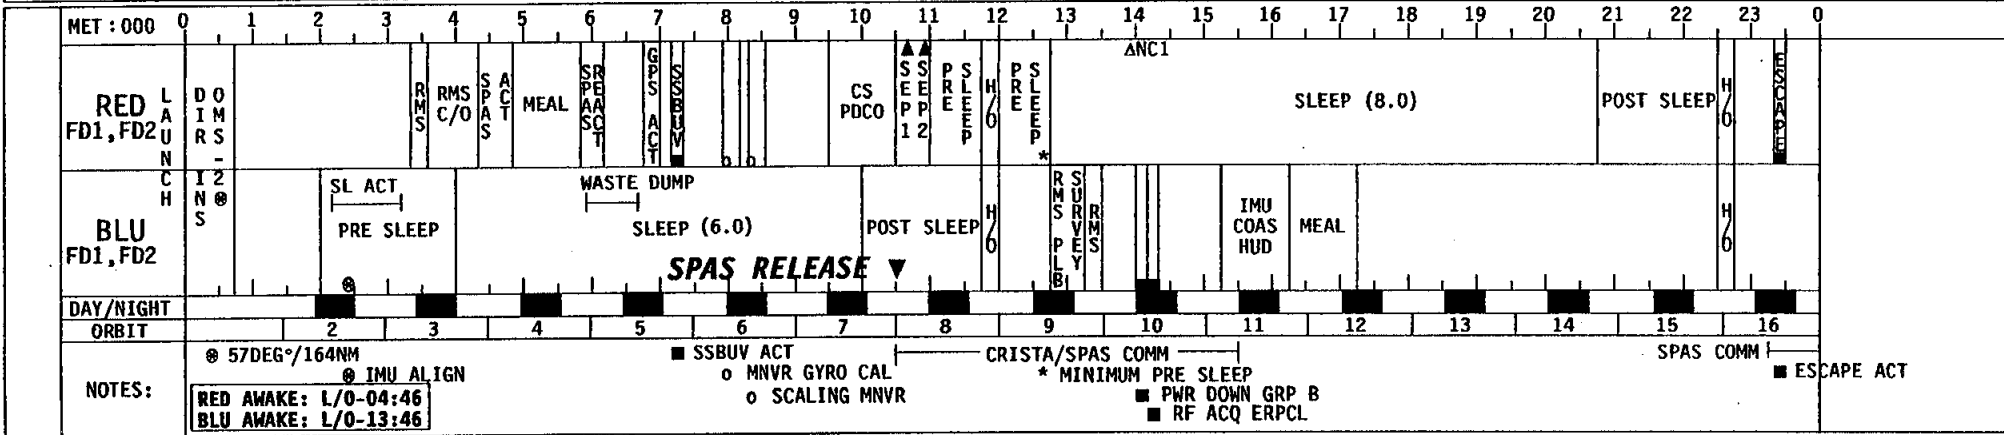 MET : 000 0 1 2 3 4 5 6 7 8 9 10 11 12 13 14 15 16 17 18 19 20 21 22 23 0
RED
FD1,FD2
LAUNCH
DIR INS
OMS-2⊛
RMS
RMS
C/O
SPAS
ACT
MEAL
SPAS
REACT
GPS ACT
SSBUV
CS
PDCO
▲SEP1
▲SEP2
PRE
SLEEP
H/O
PRE
SLEEP
*
ΔNC1
SLEEP (8.0)
POST SLEEP
H/O
ESCAPE
BLU
FD1,FD2
SL ACT
PRE SLEEP
WASTE DUMP
SLEEP (6.0)
SPAS RELEASE ▼
POST SLEEP
H/O
RMS PLB
SURVEY
RMS
IMU
COAS
HUD
MEAL
H/O
DAY/NIGHT
ORBIT 2 3 4 5 6 7 8 9 10 11 12 13 14 15 16
NOTES:
⊛ 57DEG°/164NM
⊛ IMU ALIGN
RED AWAKE: L/O-04:46
BLU AWAKE: L/O-13:46
■ SSBUV ACT
o MNVR GYRO CAL
o SCALING MNVR
CRISTA/SPAS COMM
* MINIMUM PRE SLEEP
■ PWR DOWN GRP B
■ RF ACQ ERPCL
SPAS COMM
■ ESCAPE ACT